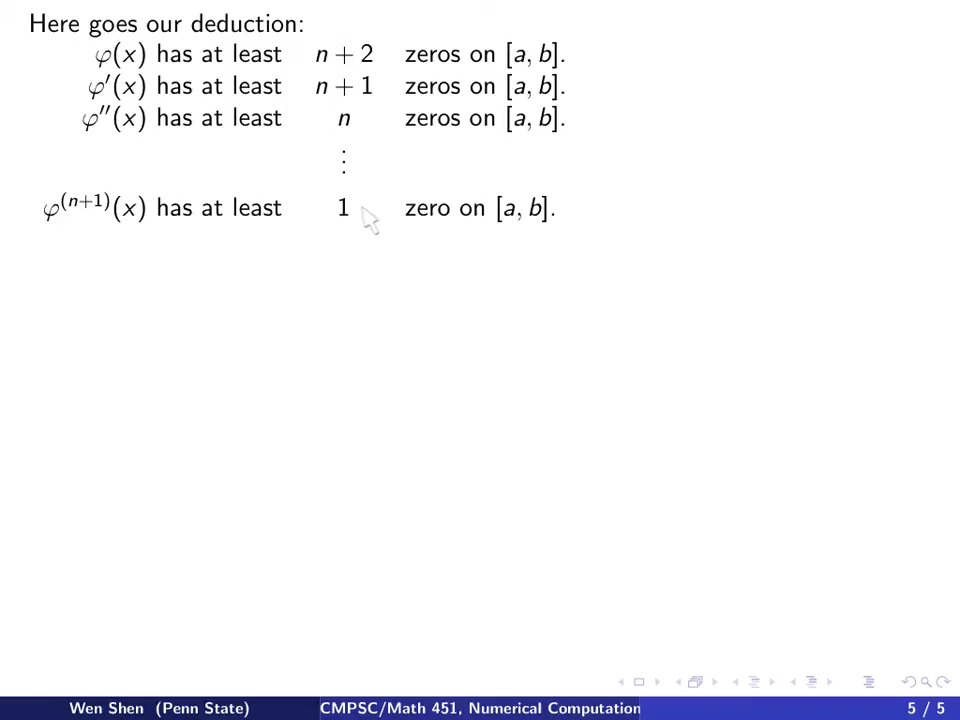 Here goes our deduction:
φ(x) has at least n + 2 zeros on [a, b].
φ′(x) has at least n + 1 zeros on [a, b].
φ′′(x) has at least n zeros on [a, b].
⋮
φ^(n+1)(x) has at least 1 zero on [a, b].
Wen Shen (Penn State) CMPSC/Math 451, Numerical Computation 5 / 5